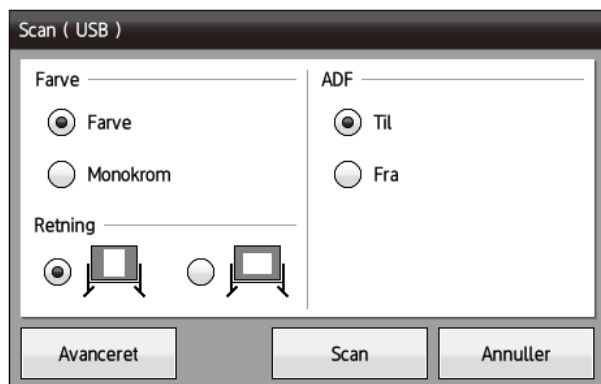 Scan ( USB )
Farve
Farve
Monokrom
Retning
ADF
Til
Fra
Avanceret
Scan
Annuller